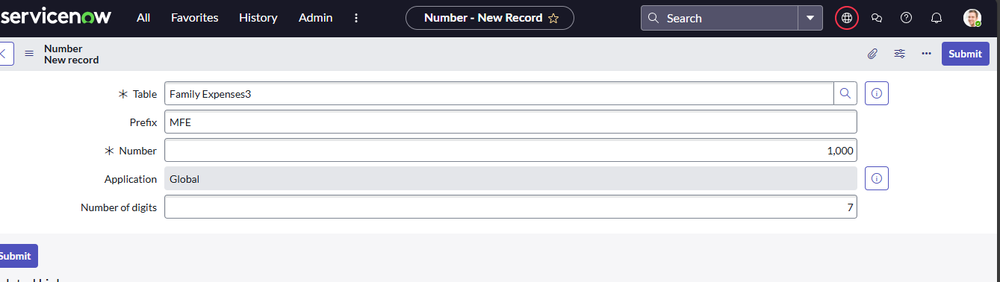 servicenow All Favorites History Admin Number - New Record Search
Number
New record
Submit
Table Family Expenses3
Prefix MFE
Number 1,000
Application Global
Number of digits 7
Submit